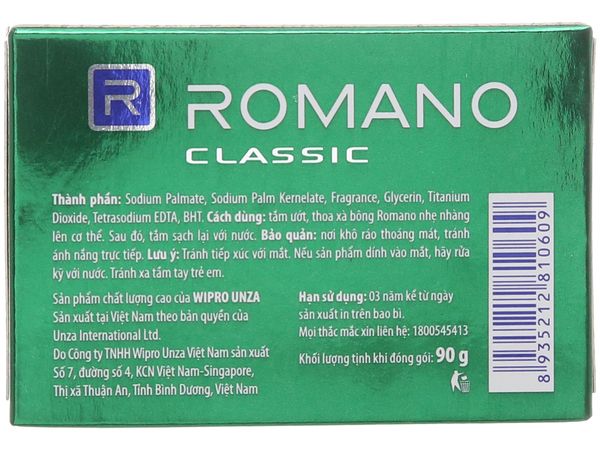 R ROMANO
CLASSIC
Thành phần: Sodium Palmate, Sodium Palm Kernelate, Fragrance, Glycerin, Titanium
Dioxide, Tetrasodium EDTA, BHT. Cách dùng: tắm ướt, thoa xà bông Romano nhẹ nhàng
lên cơ thể. Sau đó, tắm sạch lại với nước. Bảo quản: nơi khô ráo thoáng mát, tránh
ánh nắng trực tiếp. Lưu ý: Tránh tiếp xúc với mắt. Nếu sản phẩm dính vào mắt, hãy rửa
kỹ với nước. Tránh xa tầm tay trẻ em.
Sản phẩm chất lượng cao của WIPRO UNZA
Sản xuất tại Việt Nam theo bản quyền của
Unza International Ltd.
Do Công ty TNHH Wipro Unza Việt Nam sản xuất
Số 7, đường số 4, KCN Việt Nam-Singapore,
Thị xã Thuận An, Tỉnh Bình Dương, Việt Nam
Hạn sử dụng: 03 năm kể từ ngày
sản xuất in trên bao bì.
Mọi thắc mắc xin liên hệ: 1800545413
Khối lượng tịnh khi đóng gói: 90 g
8 935212 810609